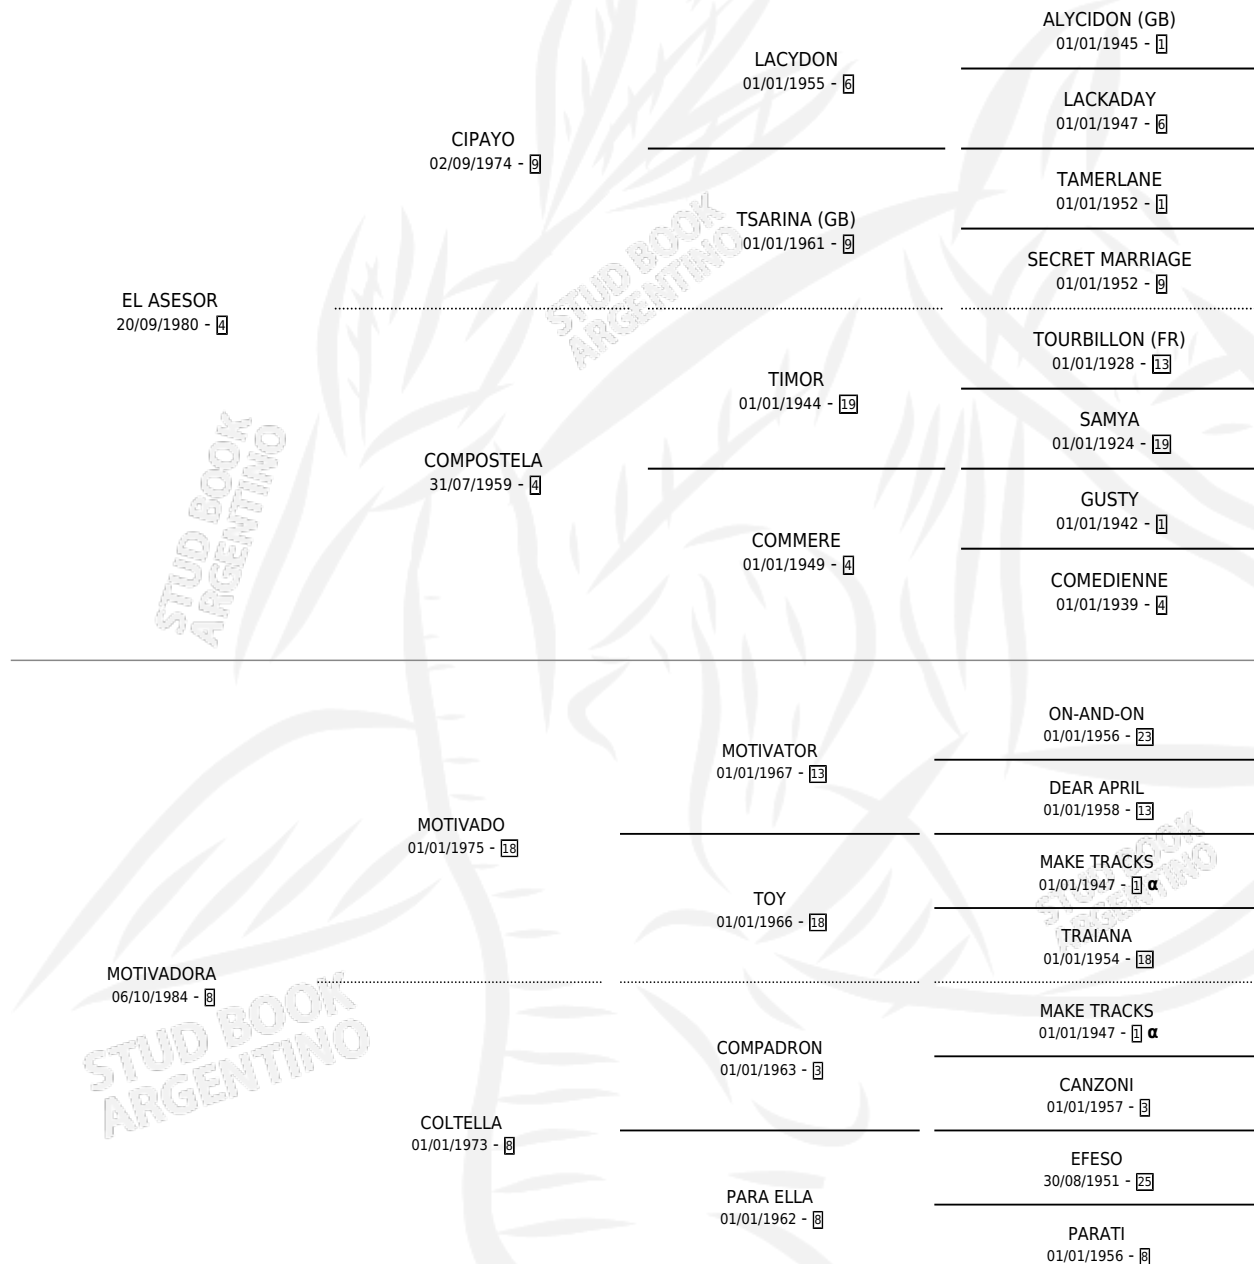 ALYCIDON (GB)
01/01/1945 - 1
LACYDON
01/01/1955 - 6
LACKADAY
01/01/1947 - 6
CIPAYO
02/09/1974 - 9
TAMERLANE
01/01/1952 - 1
TSARINA (GB)
01/01/1961 - 9
SECRET MARRIAGE
01/01/1952 - 9
EL ASESOR
20/09/1980 - 4
TOURBILLON (FR)
01/01/1928 - 13
TIMOR
01/01/1944 - 19
SAMYA
01/01/1924 - 19
COMPOSTELA
31/07/1959 - 4
GUSTY
01/01/1942 - 1
COMMERE
01/01/1949 - 4
COMEDIENNE
01/01/1939 - 4
ON-AND-ON
01/01/1956 - 23
MOTIVATOR
01/01/1967 - 13
DEAR APRIL
01/01/1958 - 13
MOTIVADO
01/01/1975 - 18
MAKE TRACKS
01/01/1947 - 1 α
TOY
01/01/1966 - 18
TRAIANA
01/01/1954 - 18
MOTIVADORA
06/10/1984 - 8
MAKE TRACKS
01/01/1947 - 1 α
COMPADRON
01/01/1963 - 3
CANZONI
01/01/1957 - 3
COLTELLA
01/01/1973 - 8
EFESO
30/08/1951 - 25
PARA ELLA
01/01/1962 - 8
PARATI
01/01/1956 - 8
STUD BOOK
ARGENTINO
STUD BOOK
ARGENTINO
STUD BOOK
ARGENTINO
STUD BOOK
ARGENTINO